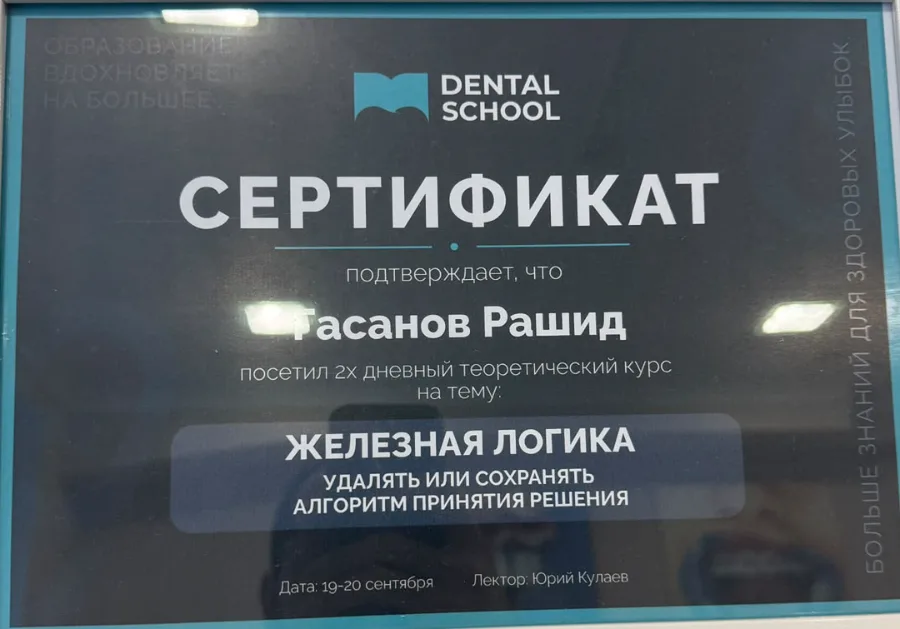 ОБРАЗОВАНИЕ
ВДОХНОВЛЯЕТ
НА БОЛЬШЕЕ
DENTAL
SCHOOL
СЕРТИФИКАТ
подтверждает, что
Гасанов Рашид
посетил 2х дневный теоретический курс
на тему:
ЖЕЛЕЗНАЯ ЛОГИКА
УДАЛЯТЬ ИЛИ СОХРАНЯТЬ
АЛГОРИТМ ПРИНЯТИЯ РЕШЕНИЯ
Дата: 19-20 сентября
Лектор: Юрий Кулаев
БОЛЬШЕ ЗНАНИЙ ДЛЯ ЗДОРОВЫХ УЛЫБОК